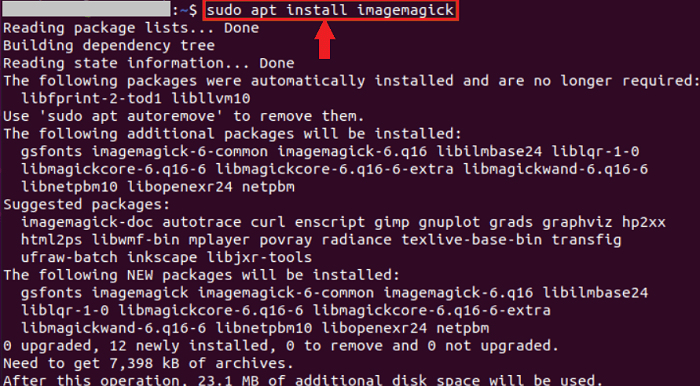 :~$ sudo apt install imagemagick
Reading package lists... Done
Building dependency tree
Reading state information... Done
The following packages were automatically installed and are no longer required:
  libfprint-2-tod1 libllvm10
Use 'sudo apt autoremove' to remove them.
The following additional packages will be installed:
  gsfonts imagemagick-6-common imagemagick-6.q16 libilmbase24 liblqr-1-0
  libmagickcore-6.q16-6 libmagickcore-6.q16-6-extra libmagickwand-6.q16-6
  libnetpbm10 libopenexr24 netpbm
Suggested packages:
  imagemagick-doc autotrace curl enscript gimp gnuplot grads graphviz hp2xx
  html2ps libwmf-bin mplayer povray radiance texlive-base-bin transfig
  ufraw-batch inkscape libjxr-tools
The following NEW packages will be installed:
  gsfonts imagemagick imagemagick-6-common imagemagick-6.q16 libilmbase24
  liblqr-1-0 libmagickcore-6.q16-6 libmagickcore-6.q16-6-extra
  libmagickwand-6.q16-6 libnetpbm10 libopenexr24 netpbm
0 upgraded, 12 newly installed, 0 to remove and 0 not upgraded.
Need to get 7,398 kB of archives.
After this operation, 23.1 MB of additional disk space will be used.